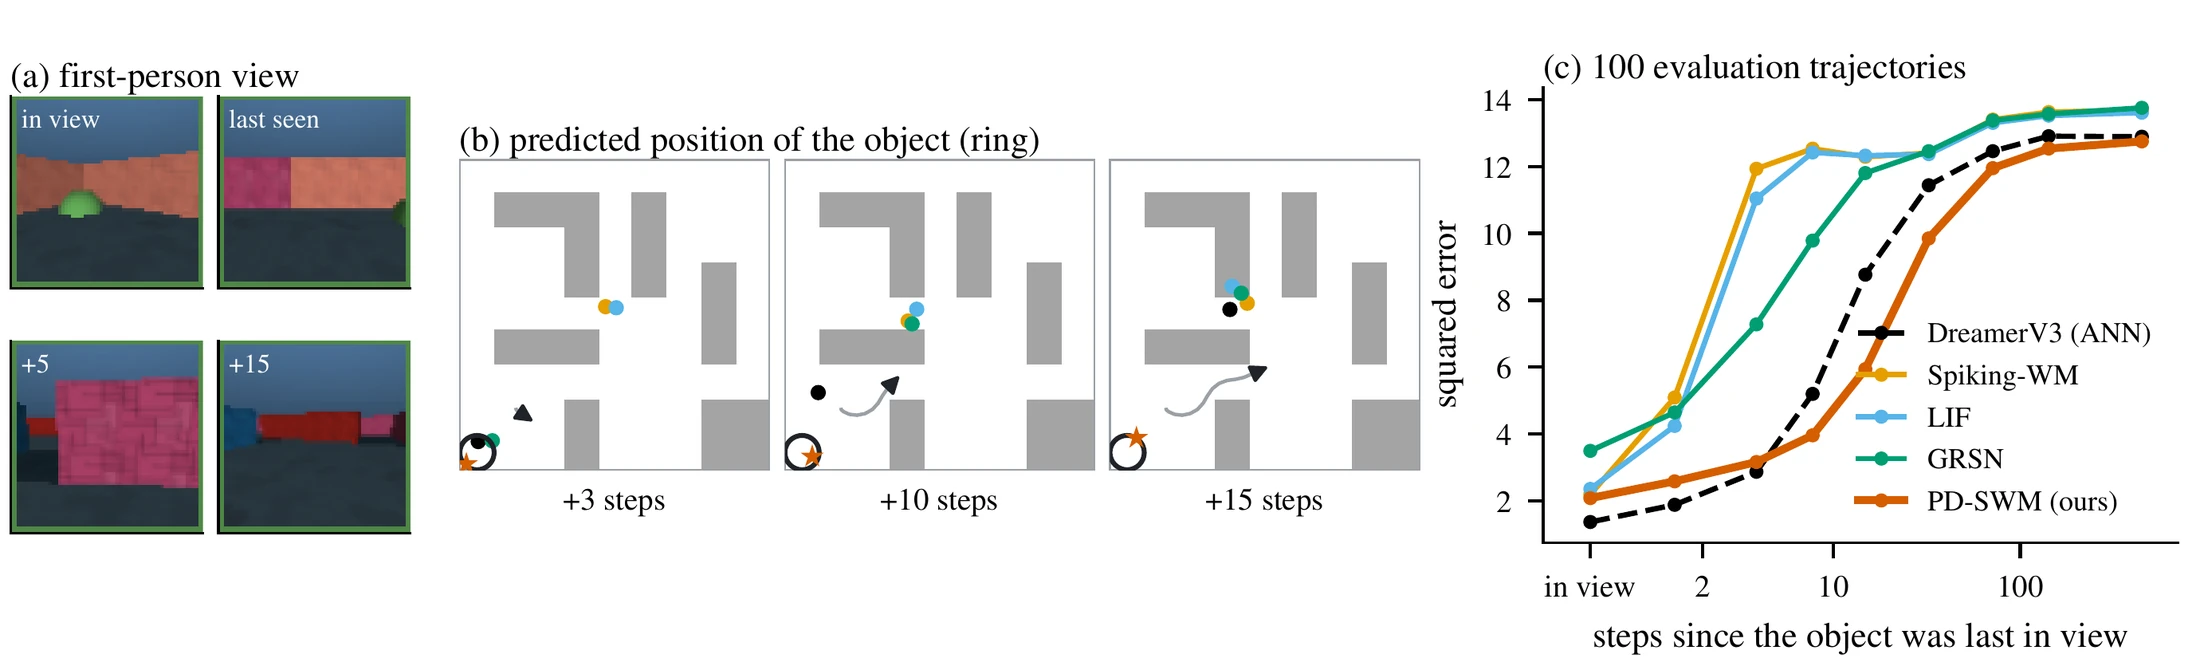 (a) first-person view
in view
last seen
+5
+15
(b) predicted position of the object (ring)
+3 steps
+10 steps
+15 steps
(c) 100 evaluation trajectories
squared error
14
12
10
8
6
4
2
DreamerV3 (ANN)
Spiking-WM
LIF
GRSN
PD-SWM (ours)
in view
2
10
100
steps since the object was last in view